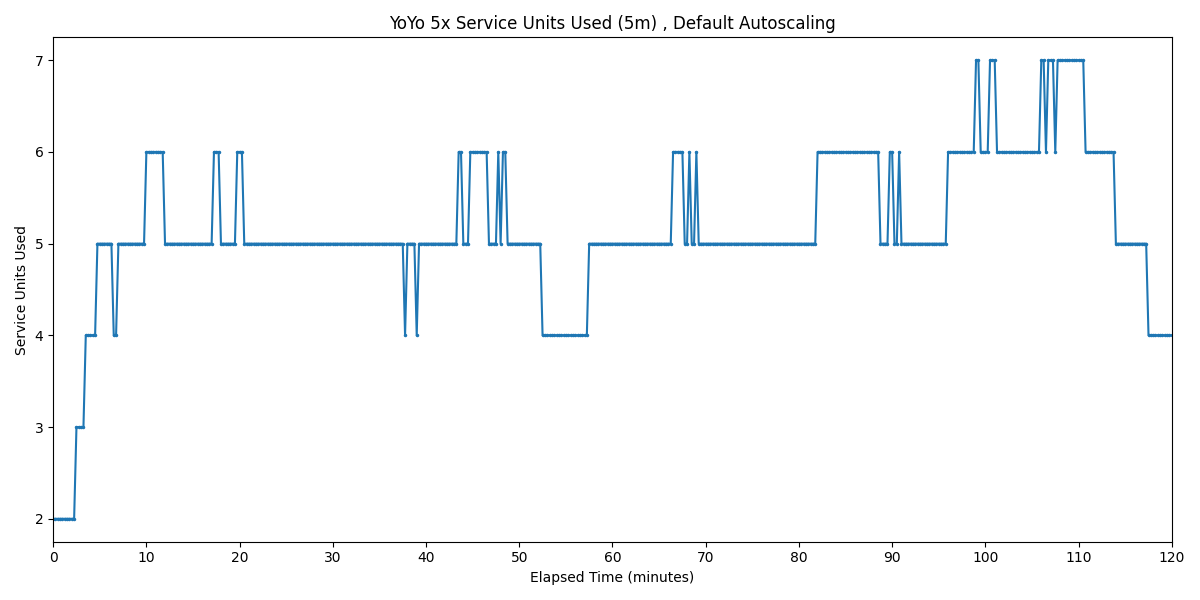 YoYo 5x Service Units Used (5m) , Default Autoscaling
7
6
5
4
3
2
Service Units Used
0 10 20 30 40 50 60 70 80 90 100 110 120
Elapsed Time (minutes)